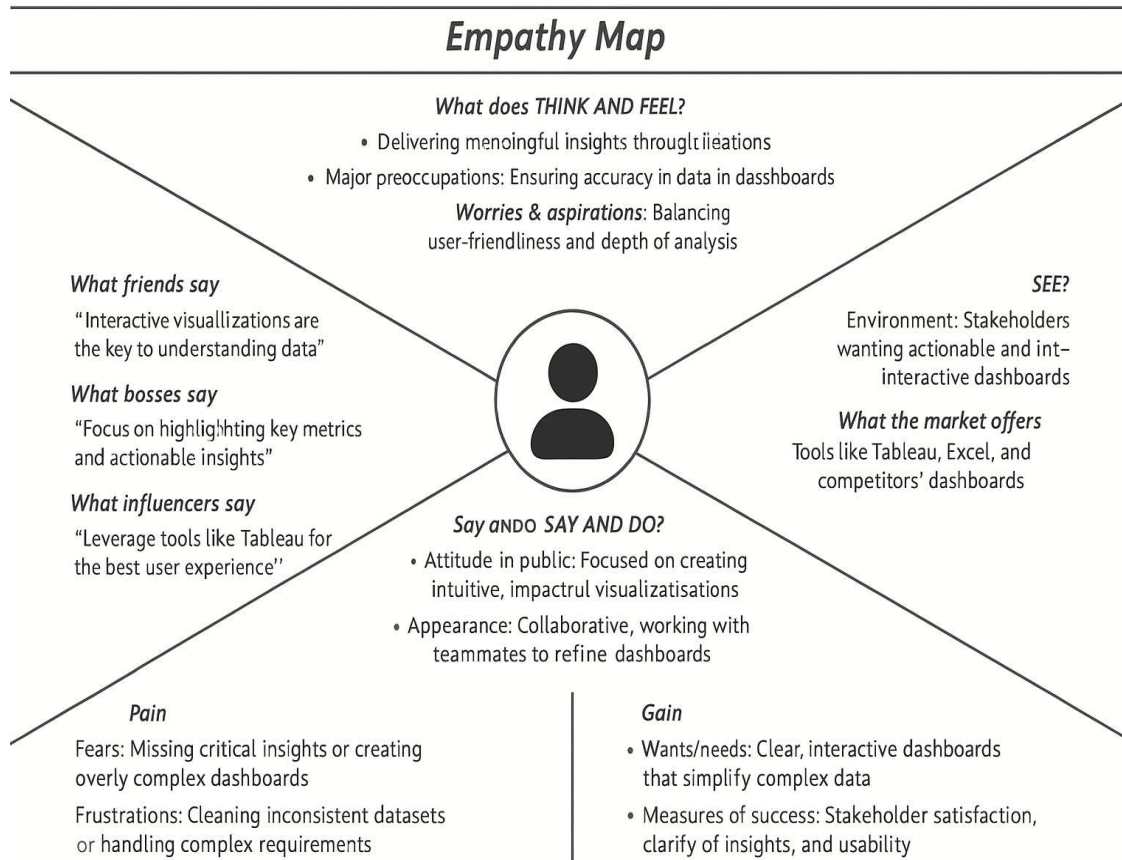 Empathy Map
What does THINK AND FEEL?
• Delivering menoingful insights through
• Major preoccupations: Ensuring accuracy in data in dasshboards
Worries & aspirations: Balancing
user-friendliness and depth of analysis
What friends say
“Interactive visuallizations are
the key to understanding data”
What bosses say
“Focus on highlighhting key metrics
and actionable insights”
What influencers say
“Leverage tools like Tableau for
the best user experience’’
SEE?
Environment: Stakeholders
wanting actionable and int–
interactive dashboards
What the market offers
Tools like Tableau, Excel, and
competitors’ dashboards
Say aNDO SAY AND DO?
• Attitude in public: Focused on creating
intuitive, impactrul visualizatisations
• Appearance: Collaborative, working with
teammates to refine dashboards
Pain
Fears: Missing critical insights or creating
overly complex dashboards
Frustrations: Cleaning inconsistent datasets
or handling complex requirements
Gain
• Wants/needs: Clear, interactive dashboards
that simplify complex data
• Measures of success: Stakeholder satisfaction,
clarify of insights, and usability